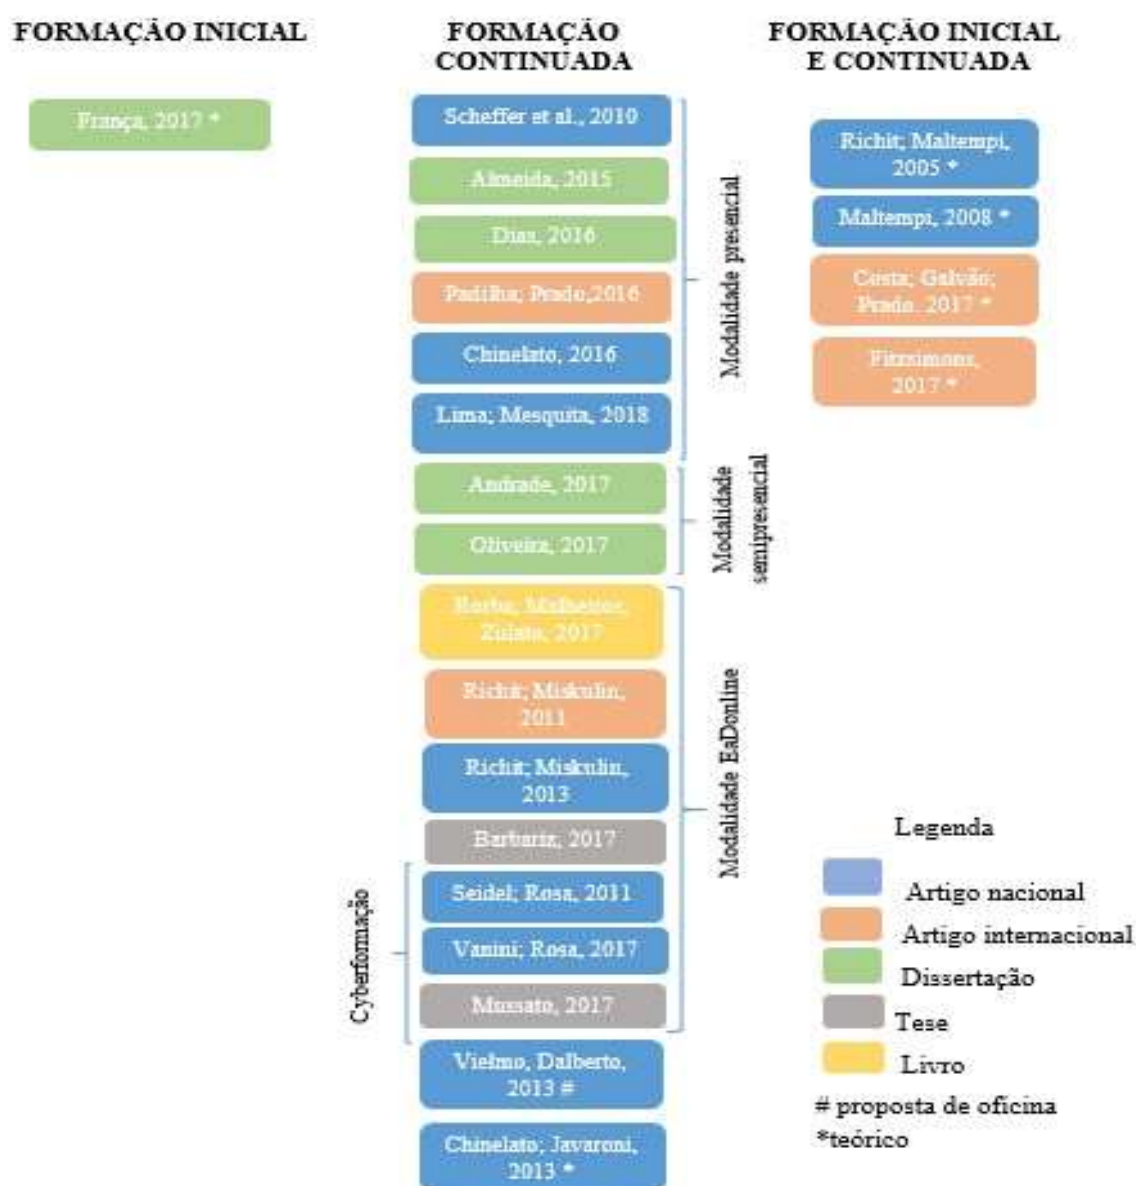 FORMAÇÃO INICIAL
França, 2017 *
FORMAÇÃO
CONTINUADA
Scheffer et al., 2010
Almeida, 2015
Dias, 2016
Padilha; Prado,2016
Chinelato, 2016
Lima; Mesquita, 2018
Modalidade presencial
Andrade, 2017
Oliveira, 2017
Modalidade
semipresencial
Borba; Malheiros,
Zulato, 2017
Richit; Miskulin,
2011
Richit; Miskulin,
2013
Barbariz, 2017
Seidel; Rosa, 2011
Vanini; Rosa, 2017
Mussato, 2017
Modalidade EaDonline
Cyberformação
Vielmo, Dalberto,
2013 #
Chinelato; Javaroni,
2013 *
FORMAÇÃO INICIAL
E CONTINUADA
Richit; Maltempi,
2005 *
Maltempi, 2008 *
Costa; Galvão;
Prado. 2017 *
Fitzsimons,
2017 *
Legenda
Artigo nacional
Artigo internacional
Dissertação
Tese
Livro
# proposta de oficina
*teórico